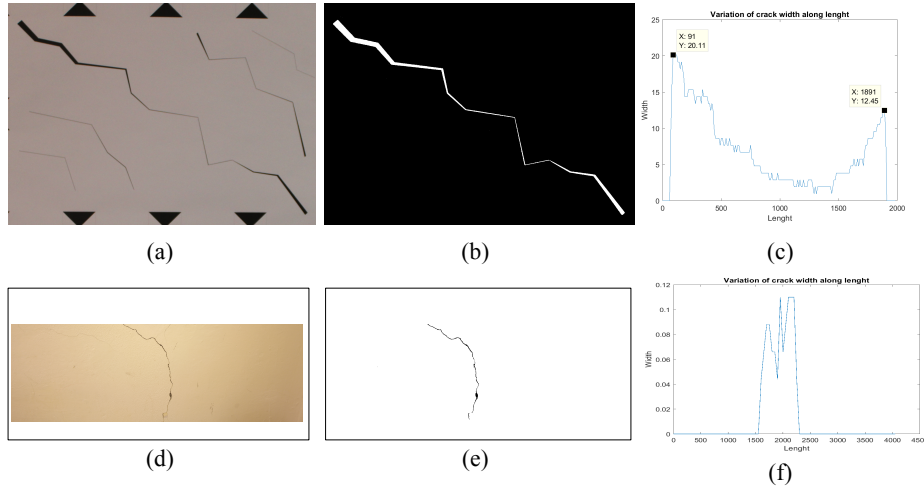 Variation of crack width along lenght
25
20
15
10
5
0
Width
X: 91
Y: 20.11
X: 1891
Y: 12.45
0 500 1000 1500 2000
Lenght
(a) (b) (c)
Variation of crack width along lenght
0.12
0.1
0.08
0.06
0.04
0.02
0
Width
0 500 1000 1500 2000 2500 3000 3500 4000 450
Lenght
(d) (e) (f)